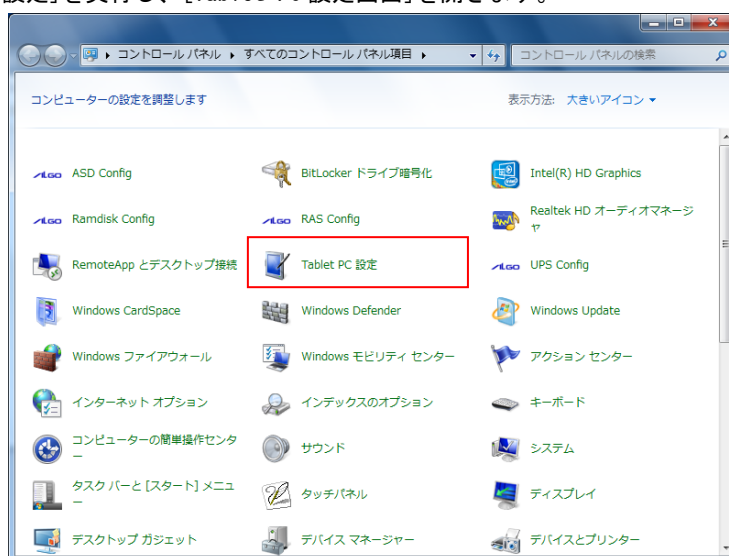 コントロール パネル ▸ すべてのコントロール パネル項目 ▸
コントロール パネルの検索
コンピューターの設定を調整します
表示方法: 大きいアイコン
ALGO ASD Config
BitLocker ドライブ暗号化
Intel(R) HD Graphics
ALGO Ramdisk Config
ALGO RAS Config
Realtek HD オーディオマネージ
ャ
RemoteApp とデスクトップ接続
Tablet PC 設定
ALGO UPS Config
Windows CardSpace
Windows Defender
Windows Update
Windows ファイアウォール
Windows モビリティ センター
アクション センター
インターネット オプション
インデックスのオプション
キーボード
コンピューターの簡単操作センタ
ー
サウンド
システム
タスク バーと [スタート] メニュ
ー
タッチパネル
ディスプレイ
デスクトップ ガジェット
デバイス マネージャー
デバイスとプリンター